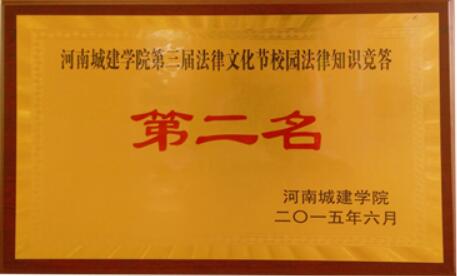 河南城建学院第三届法律文化节校园法律知识竞答
第二名
河南城建学院
二〇一五年六月